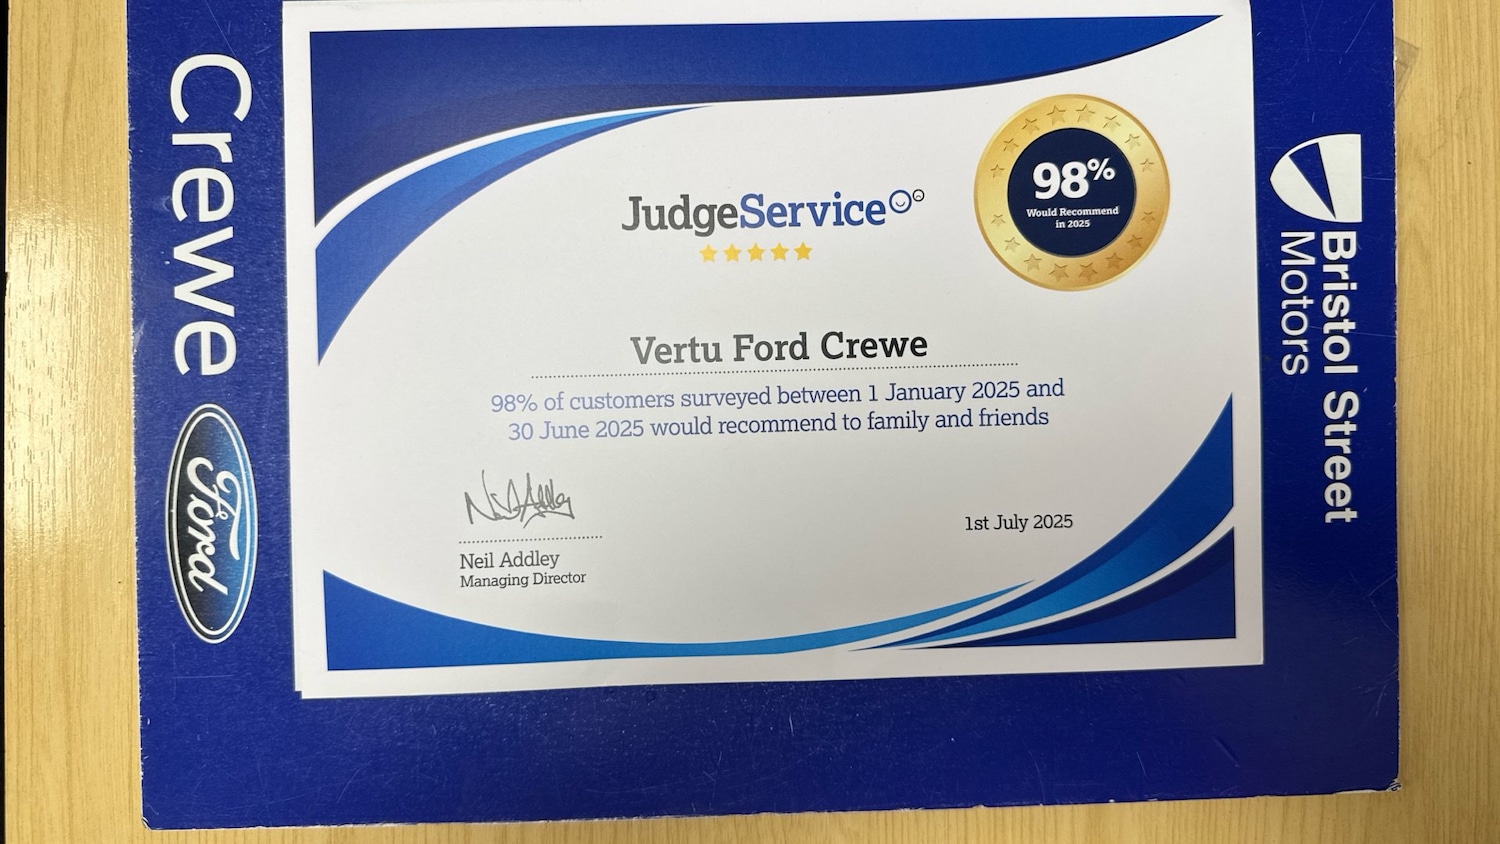 Crewe
Ford
JudgeService
98%
Would Recommend
in 2025
Vertu Ford Crewe
98% of customers surveyed between 1 January 2025 and
30 June 2025 would recommend to family and friends
Neil Addley
Neil Addley
Managing Director
1st July 2025
Bristol Street
Motors